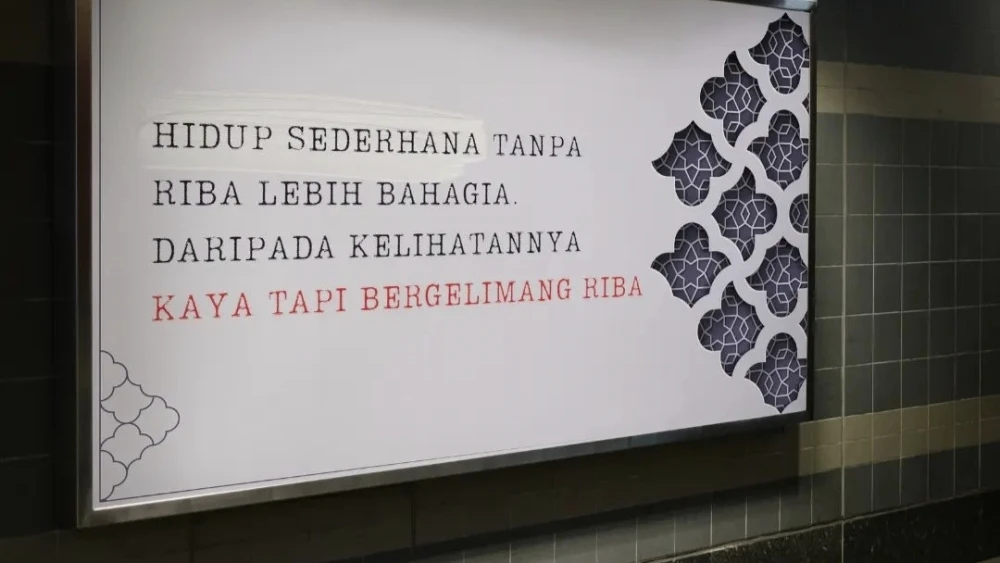 HIDUP SEDERHANA TANPA
RIBA LEBIH BAHAGIA.
DARIPADA KELIHATANNYA
KAYA TAPI BERGELIMANG RIBA